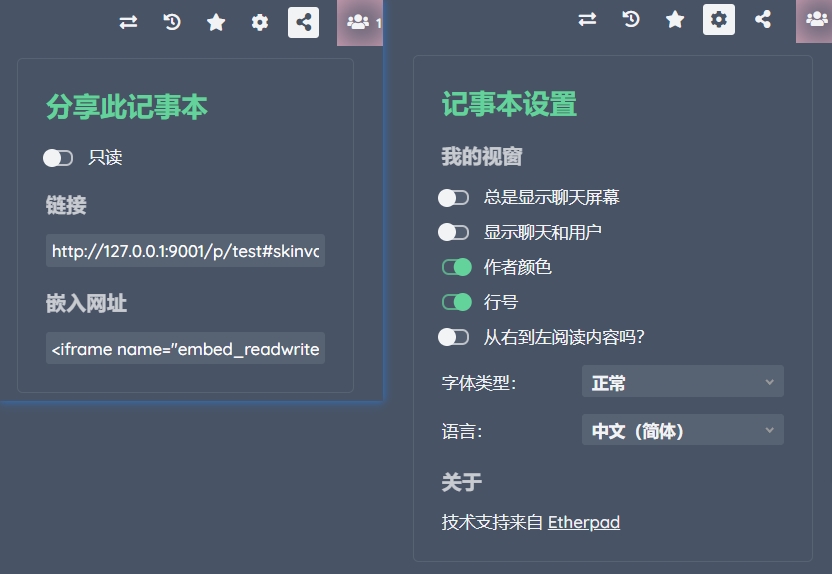 1
分享此记事本
只读
链接
http://127.0.0.1:9001/p/test#skinvc
嵌入网址
<iframe name="embed_readwrite
记事本设置
我的视窗
总是显示聊天屏幕
显示聊天和用户
作者颜色
行号
从右到左阅读内容吗？
字体类型：
正常
语言：
中文（简体）
关于
技术支持来自 Etherpad